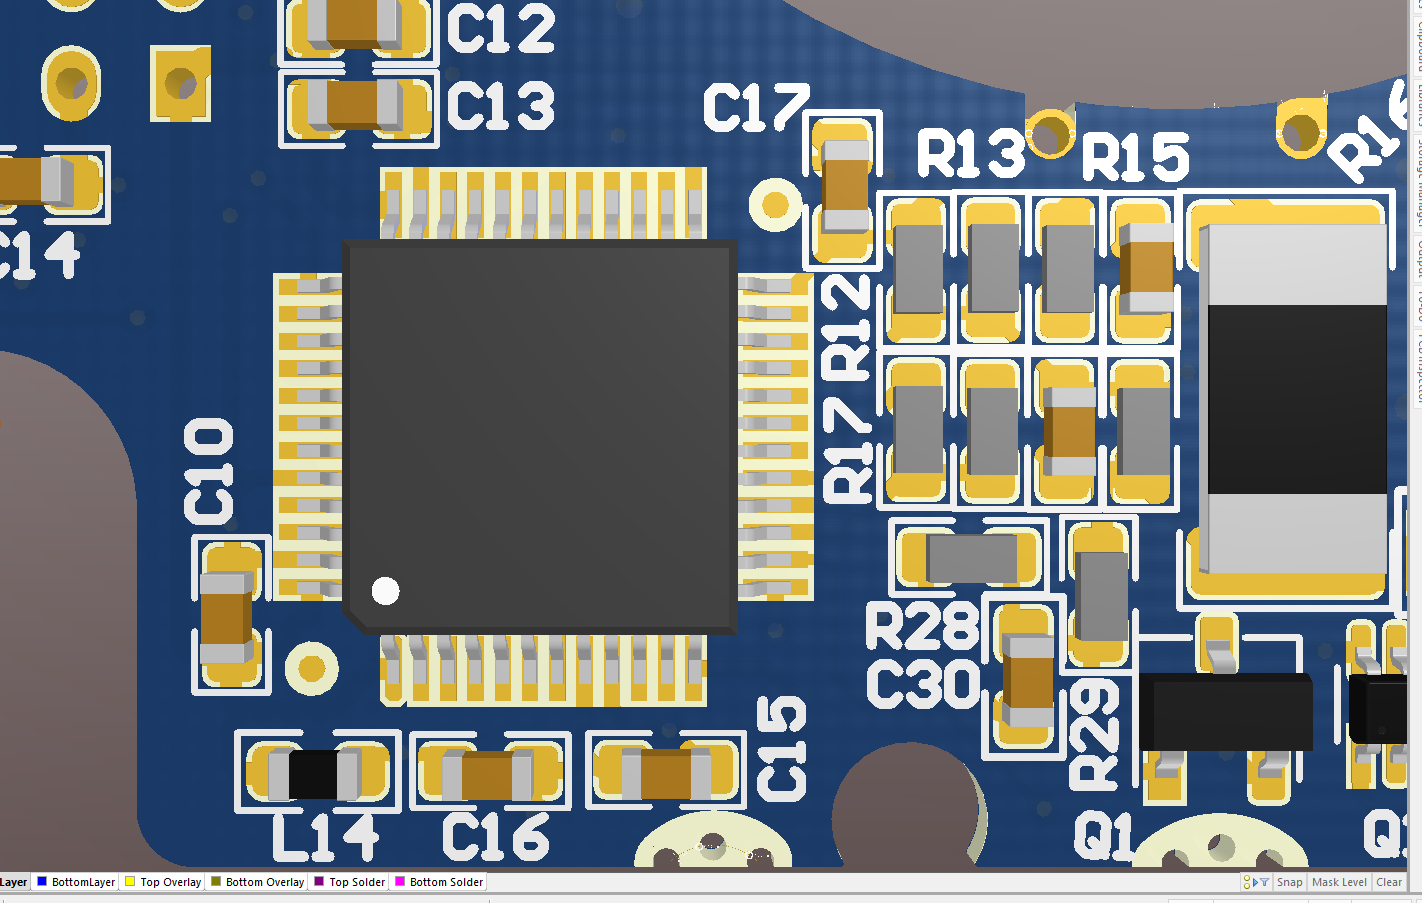 C12
C13
C17
R13
R15
R16
C14
R12
R17
C10
R28
C30
R29
C15
L14
C16
Q1
Layer
BottomLayer
Top Overlay
Bottom Overlay
Top Solder
Bottom Solder
Snap
Mask Level
Clear